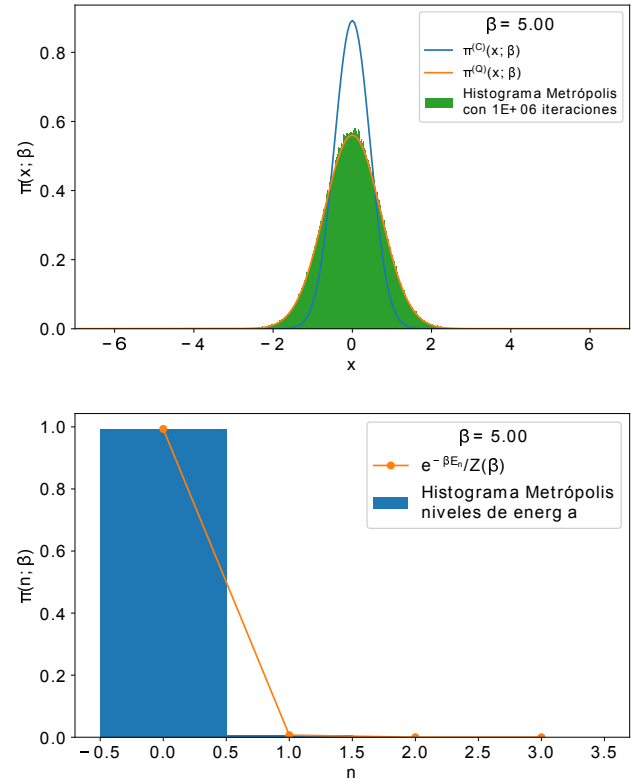 β = 5.00
π⁽ᶜ⁾(x; β)
π⁽Q⁾(x; β)
Histograma Metrópolis
con 1E+06 iteraciones
0.8
0.6
0.4
0.2
0.0
π(x; β)
−6 −4 −2 0 2 4 6
x
β = 5.00
e^−βEₙ/Z(β)
Histograma Metrópolis
niveles de energ a
1.0
0.8
0.6
0.4
0.2
0.0
π(n; β)
−0.5 0.0 0.5 1.0 1.5 2.0 2.5 3.0 3.5
n